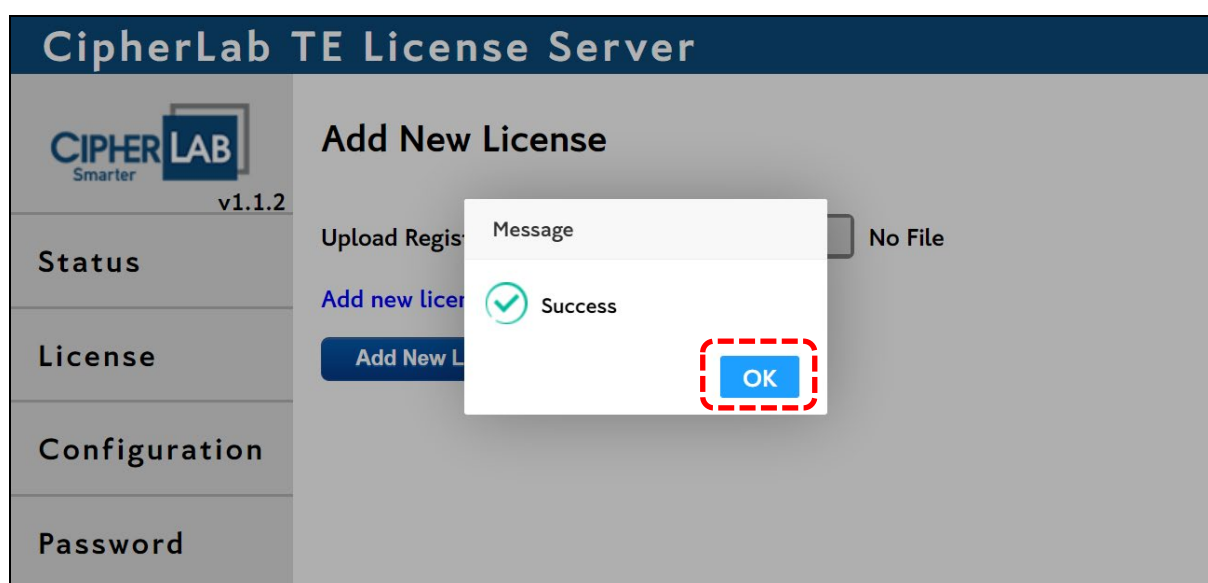 CipherLab TE License Server
CIPHERLAB
Smarter
v1.1.2
Status
License
Configuration
Password
Add New License
Upload Regis No File
Add new licen
Add New L
Message
Success
OK